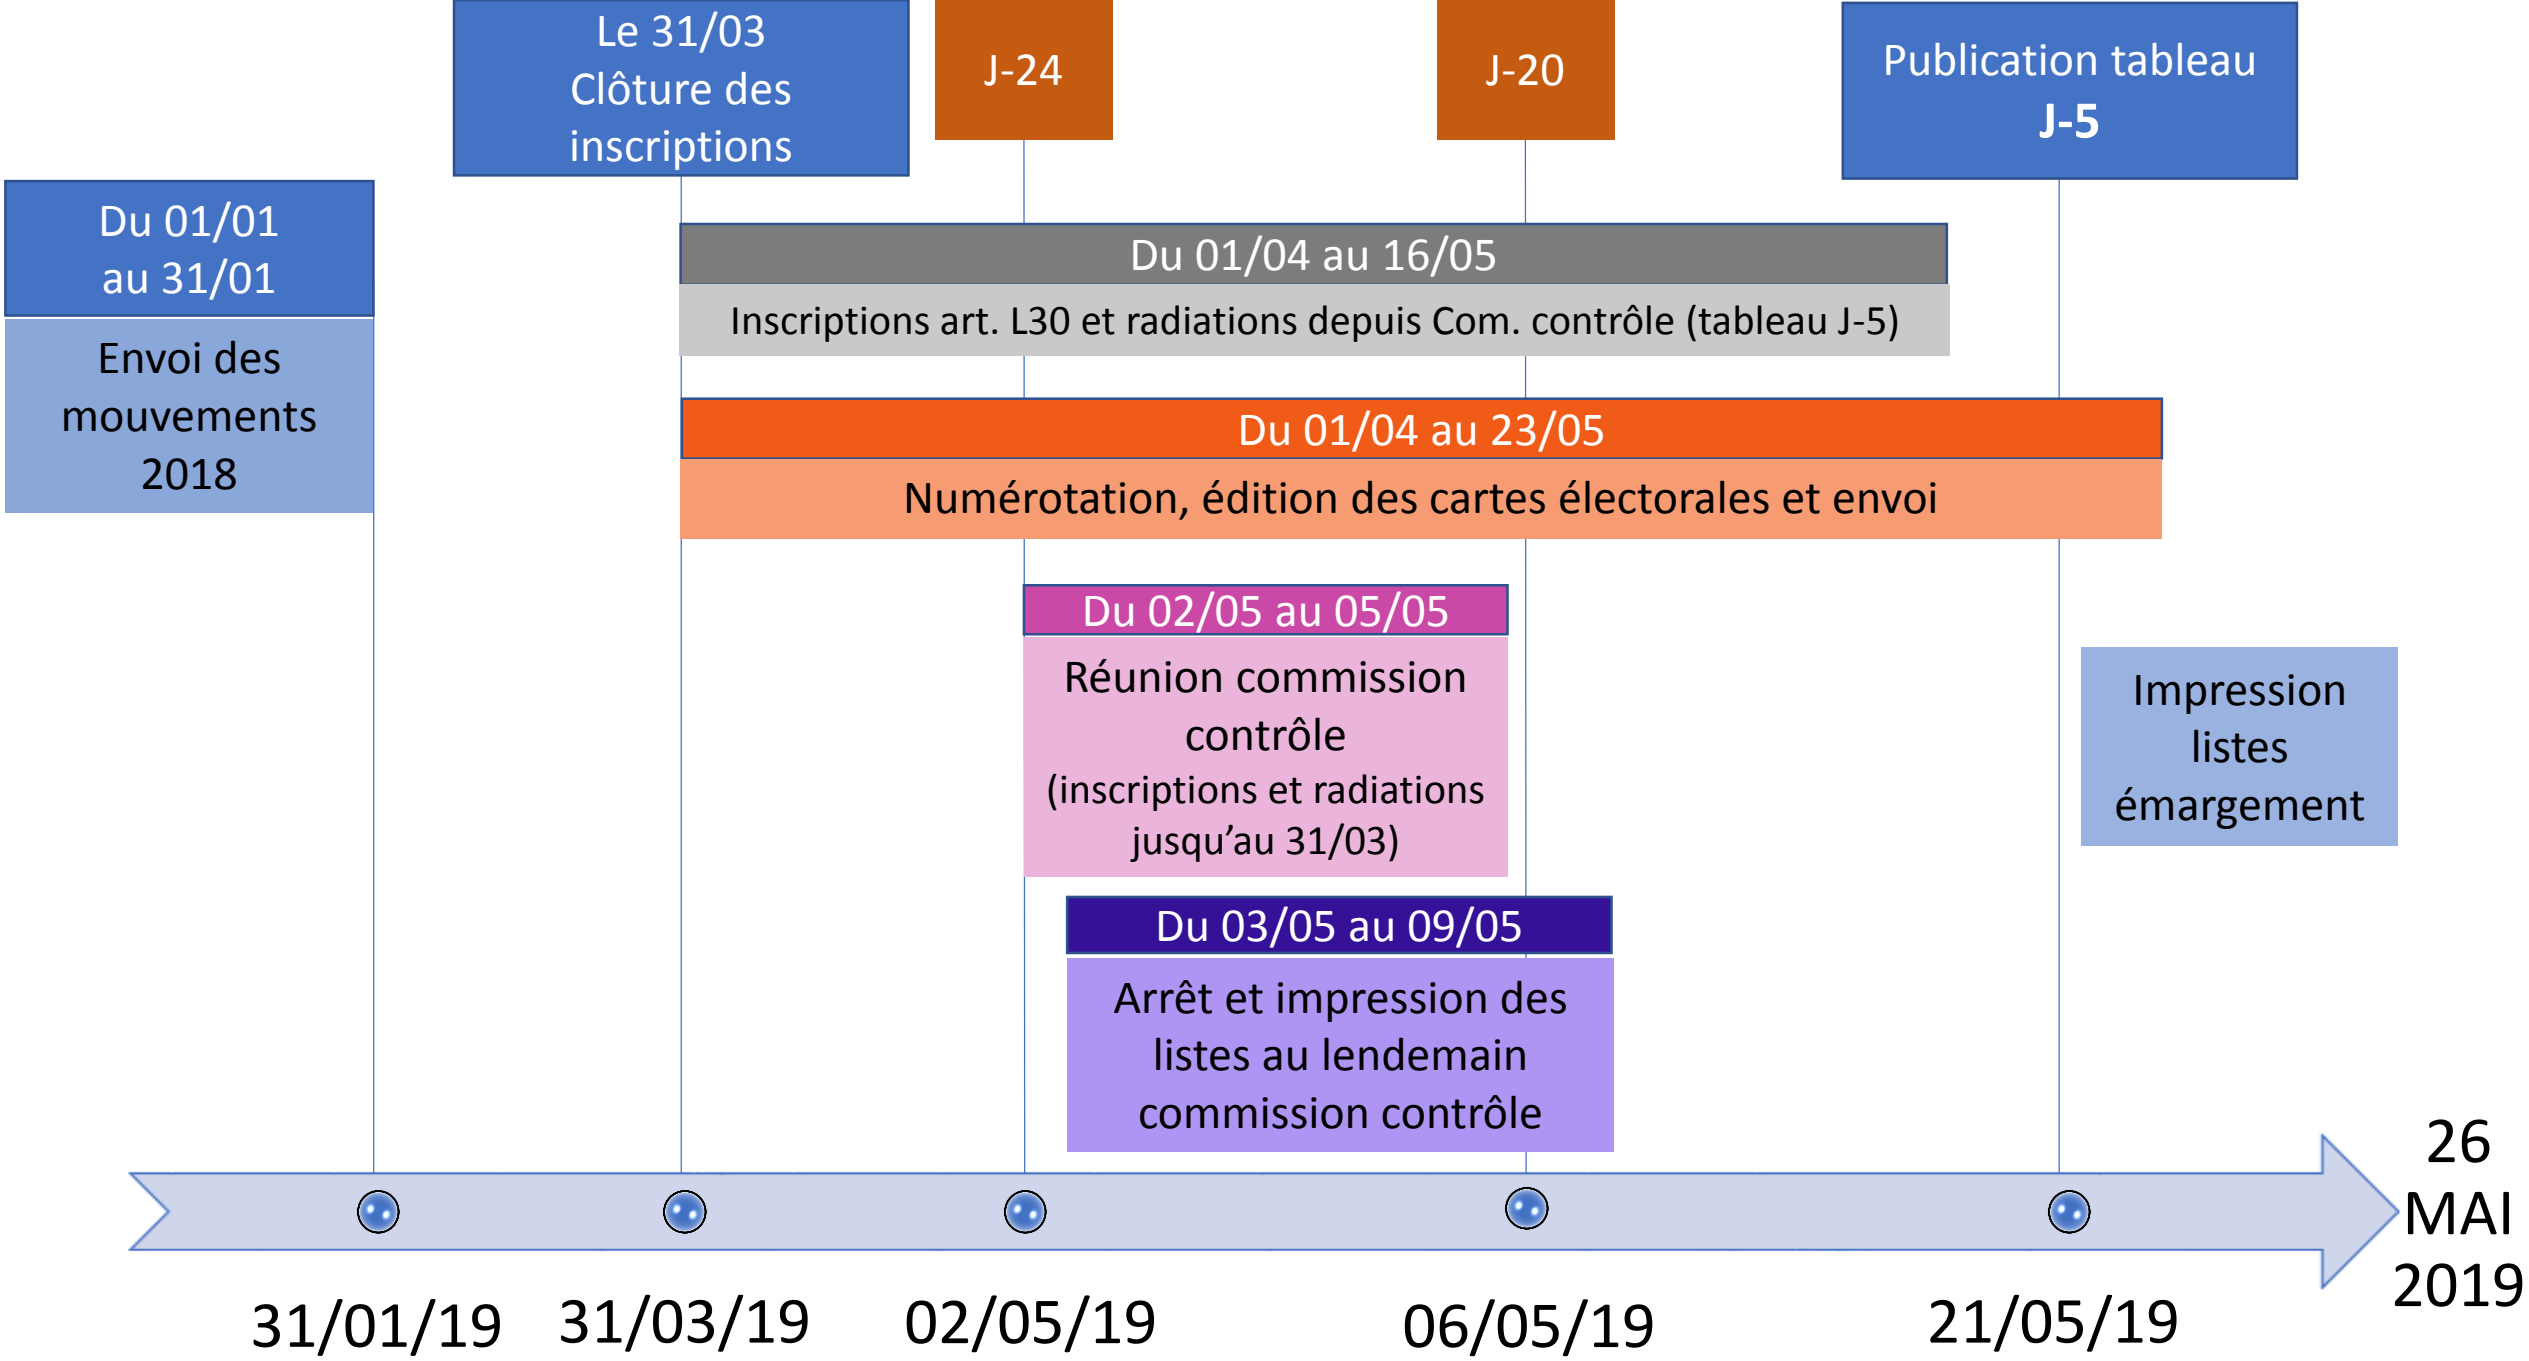 Le 31/03
Clôture des
inscriptions
J-24
J-20
Publication tableau
J-5
Du 01/01
au 31/01
Envoi des
mouvements
2018
Du 01/04 au 16/05
Inscriptions art. L30 et radiations depuis Com. contrôle (tableau J-5)
Du 01/04 au 23/05
Numérotation, édition des cartes électorales et envoi
Du 02/05 au 05/05
Réunion commission
contrôle
(inscriptions et radiations
jusqu’au 31/03)
Impression
listes
émargement
Du 03/05 au 09/05
Arrêt et impression des
listes au lendemain
commission contrôle
26
MAI
2019
31/01/19
31/03/19
02/05/19
06/05/19
21/05/19